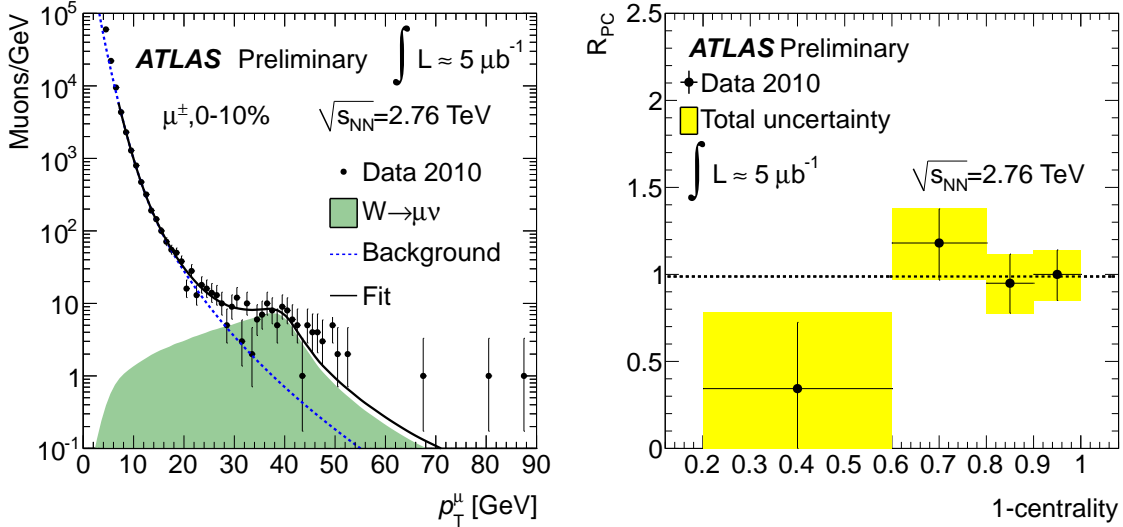 Muons/GeV
10^5
10^4
10^3
10^2
10
1
10^-1
ATLAS Preliminary ∫ L ≈ 5 μb^-1
μ^±,0-10% √s_NN=2.76 TeV
Data 2010
W→μν
Background
Fit
0 10 20 30 40 50 60 70 80 90
p_T^μ [GeV]
R_PC
2.5
2
1.5
1
0.5
0
ATLAS Preliminary
Data 2010
Total uncertainty
∫ L ≈ 5 μb^-1 √s_NN=2.76 TeV
0.2 0.3 0.4 0.5 0.6 0.7 0.8 0.9 1
1-centrality